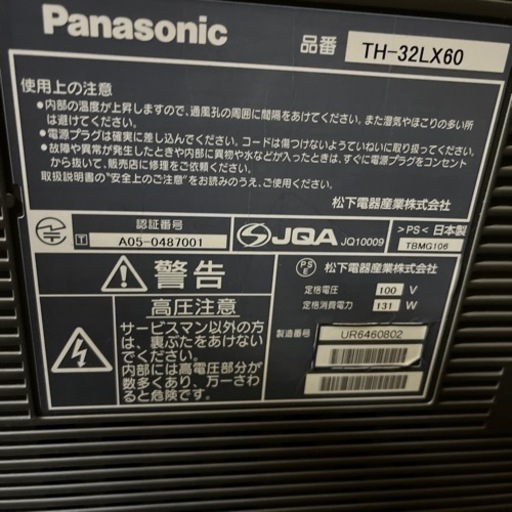 Panasonic
品番 TH-32LX60
使用上の注意
●内部の温度が上昇しますので、通風孔の周囲に間隔をあけてください。また湿気やほこりの多い所
は避けてください。
●電源プラグは確実に差し込んでください。コードは傷つけないようていねいに取り扱ってください。
●故障や異常が発生したときや内部に異物や水などが入ったときは、すぐに電源プラグをコンセント
から抜いて、販売店に修理をご依頼ください。
取扱説明書の"安全上のご注意"をお読みのうえ、ご使用ください。
松下電器産業株式会社
認証番号
T A05-0487001
JQA JQ10009
>PS< 日本製
TBMG106
警告
高圧注意
サービスマン以外の方
は、裏ぶたをあけない
でください。
内部には高電圧部分が
数多くあり、万一さわ
ると危険です。
PSE 松下電器産業株式会社
定格電圧 100 V
定格消費電力 131 W
製造番号 UR6460802